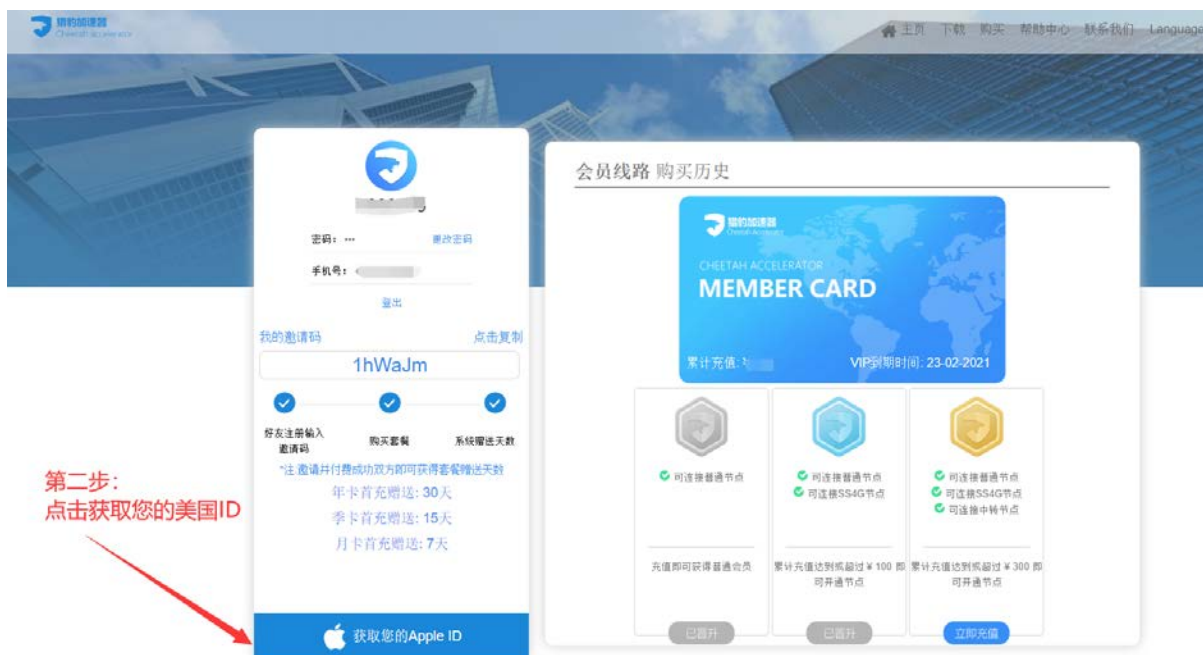 猎豹加速器
Cheetah Accelerator
主页 下载 购买 帮助中心 联系我们 Language
密码: ***
更改密码
手机号:
登出
我的邀请码
点击复制
1hWaJm
好友注册输入
邀请码
购买套餐
系统赠送天数
*注 邀请并付费成功双方即可获得套餐赠送天数
年卡首充赠送: 30天
季卡首充赠送: 15天
月卡首充赠送: 7天
获取您的Apple ID
第二步:
点击获取您的美国ID
会员线路 购买历史
猎豹加速器
Cheetah Accelerator
CHEETAH ACCELERATOR
MEMBER CARD
累计充值: ¥
VIP到期时间: 23-02-2021
可连接普通节点
充值即可获得普通会员
已晋升
可连接普通节点
可连接SS4G节点
累计充值达到或超过 ¥ 100 即
可开通节点
已晋升
可连接普通节点
可连接SS4G节点
可连接中转节点
累计充值达到或超过 ¥ 300 即
可开通节点
立即充值